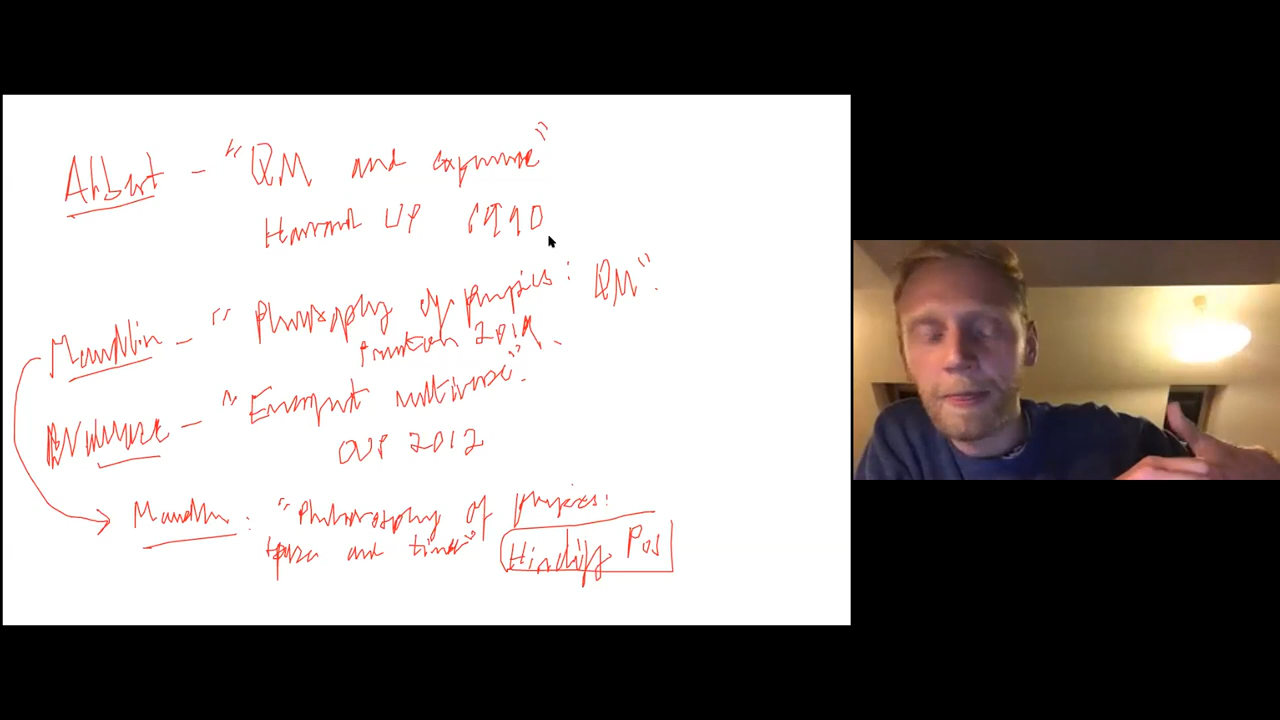 Albert - "QM and experience"
Harvard UP 1990
Maudlin - "Philosophy of physics: QM".
Princeton 2019.
Wallace - "Emergent multiverse".
OUP 2012
Maudlin: "Philosophy of physics:
space and time"
Pos